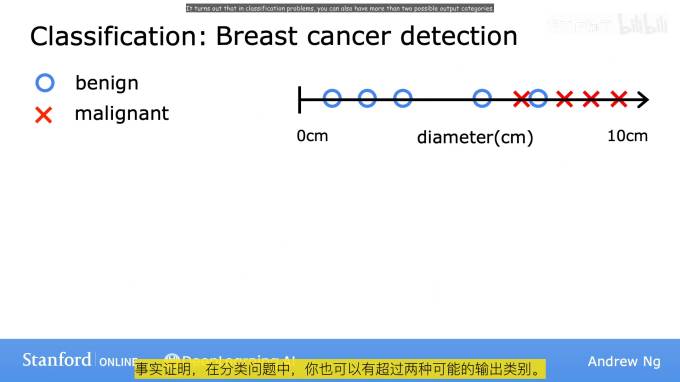 It turns out that in classification problems, you can also have more than two possible output categories.
Classification: Breast cancer detection
benign
malignant
0cm
diameter(cm)
10cm
Stanford ONLINE DeepLearning.AI
Andrew Ng
事实证明，在分类问题中，你也可以有超过两种可能的输出类别。
bilibili